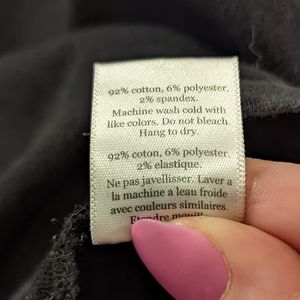 92% cotton, 6% polyester,
2% spandex.
Machine wash cold with
like colors. Do not bleach.
Hang to dry.
92% coton, 6% polyester,
2% elastique.
Ne pas javellisser. Laver a
la machine a leau froide
avec couleurs similaires.
Etendre